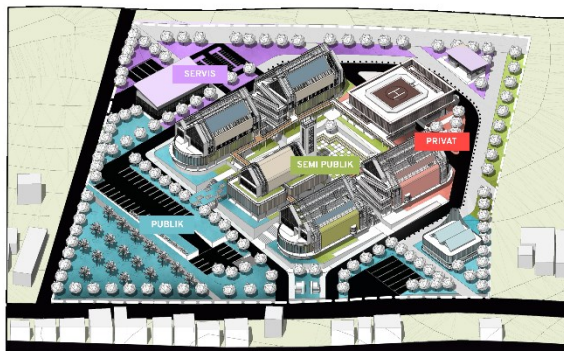 SERVIS
H
PRIVAT
SEMI PUBLIK
PUBLIK